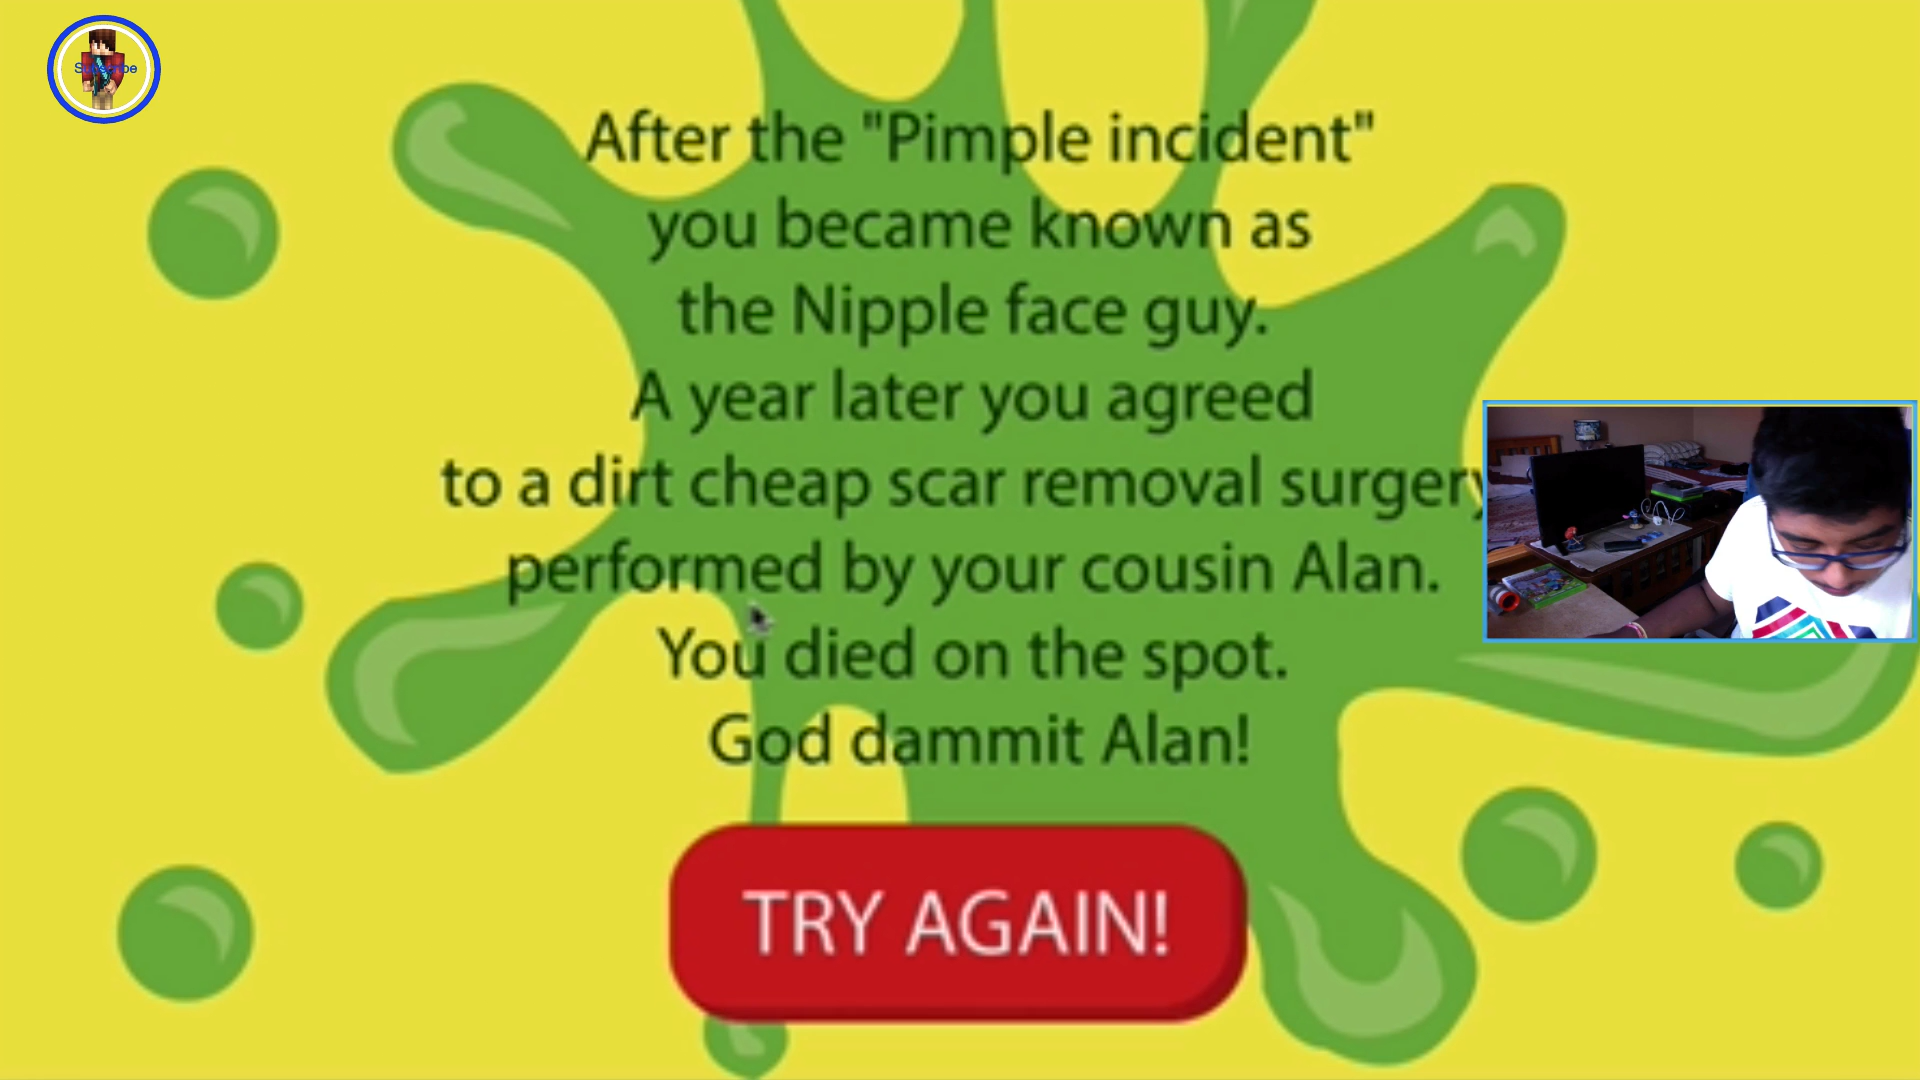 Subscribe
After the "Pimple incident"
you became known as
the Nipple face guy.
A year later you agreed
to a dirt cheap scar removal surgery
performed by your cousin Alan.
You died on the spot.
God dammit Alan!
TRY AGAIN!